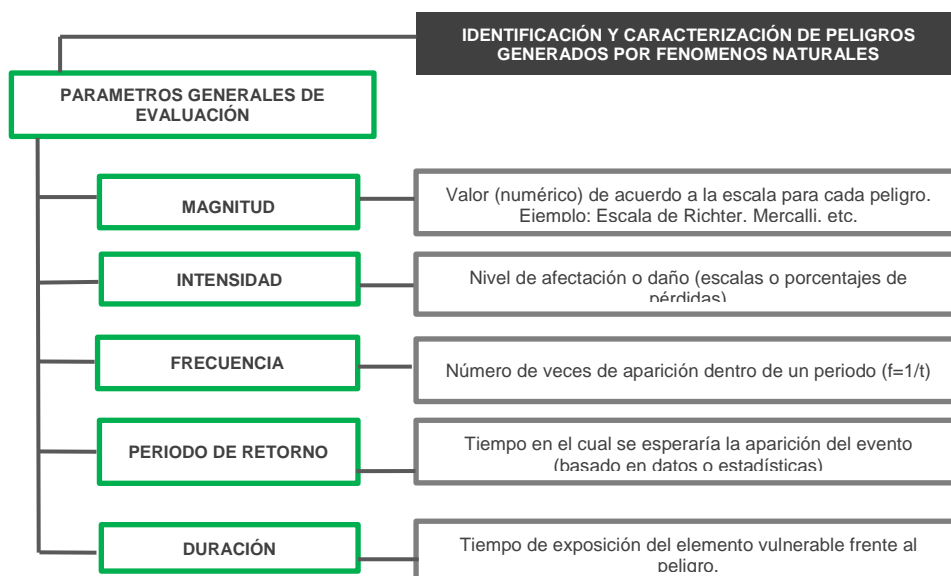 IDENTIFICACIÓN Y CARACTERIZACIÓN DE PELIGROS
GENERADOS POR FENOMENOS NATURALES
PARAMETROS GENERALES DE
EVALUACIÓN
MAGNITUD
Valor (numérico) de acuerdo a la escala para cada peligro.
Ejemplo: Escala de Richter, Mercalli, etc.
INTENSIDAD
Nivel de afectación o daño (escalas o porcentajes de
pérdidas)
FRECUENCIA
Número de veces de aparición dentro de un periodo (f=1/t)
PERIODO DE RETORNO
Tiempo en el cual se esperaría la aparición del evento
(basado en datos o estadísticas)
DURACIÓN
Tiempo de exposición del elemento vulnerable frente al
peligro.